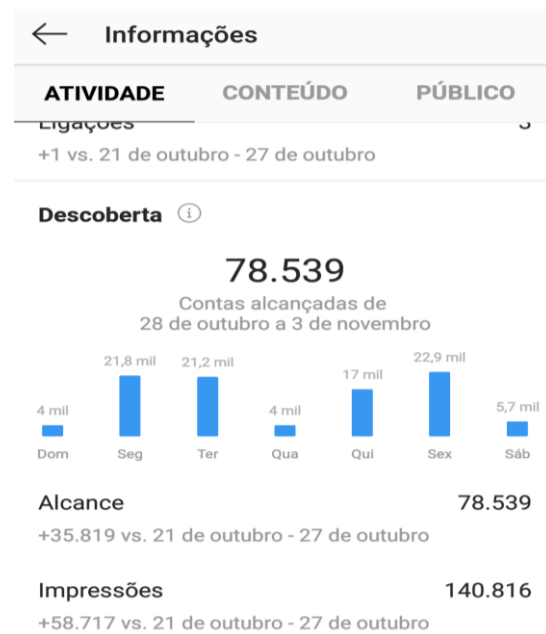 Informações
ATIVIDADE CONTEÚDO PÚBLICO
Ligações
+1 vs. 21 de outubro - 27 de outubro
Descoberta
78.539
Contas alcançadas de
28 de outubro a 3 de novembro
4 mil 21,8 mil 21,2 mil 4 mil 17 mil 22,9 mil 5,7 mil
Dom Seg Ter Qua Qui Sex Sáb
Alcance 78.539
+35.819 vs. 21 de outubro - 27 de outubro
Impressões 140.816
+58.717 vs. 21 de outubro - 27 de outubro